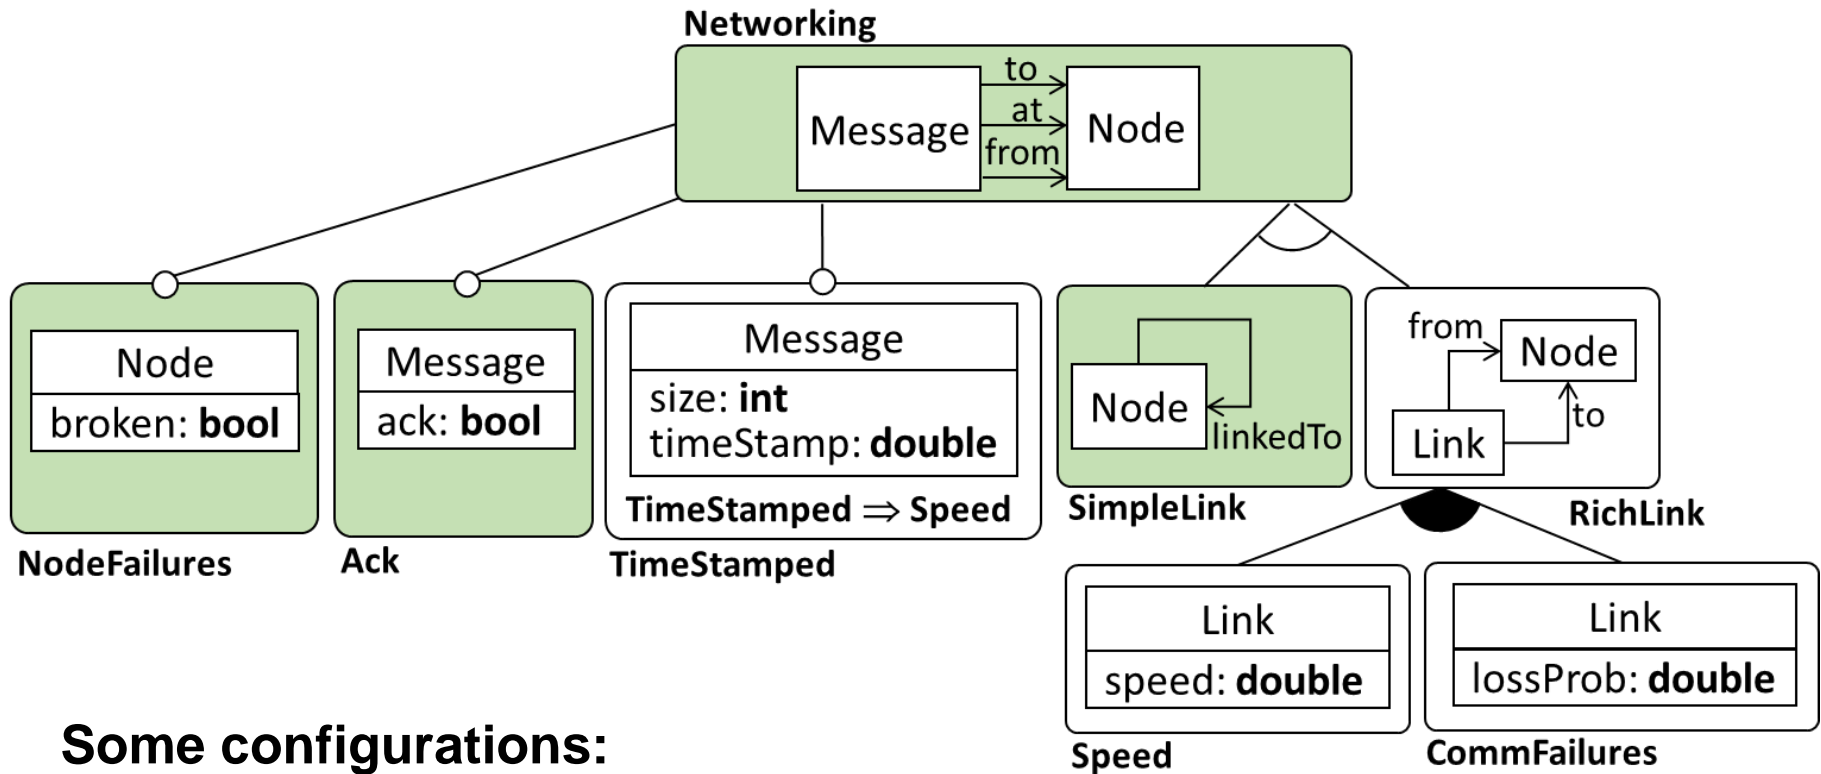 Networking
Message
to
at
from
Node
Node
broken: bool
NodeFailures
Message
ack: bool
Ack
Message
size: int
timeStamp: double
TimeStamped ⇒ Speed
TimeStamped
Node
linkedTo
SimpleLink
from
Node
to
Link
RichLink
Link
speed: double
Speed
Link
lossProb: double
CommFailures
Some configurations: